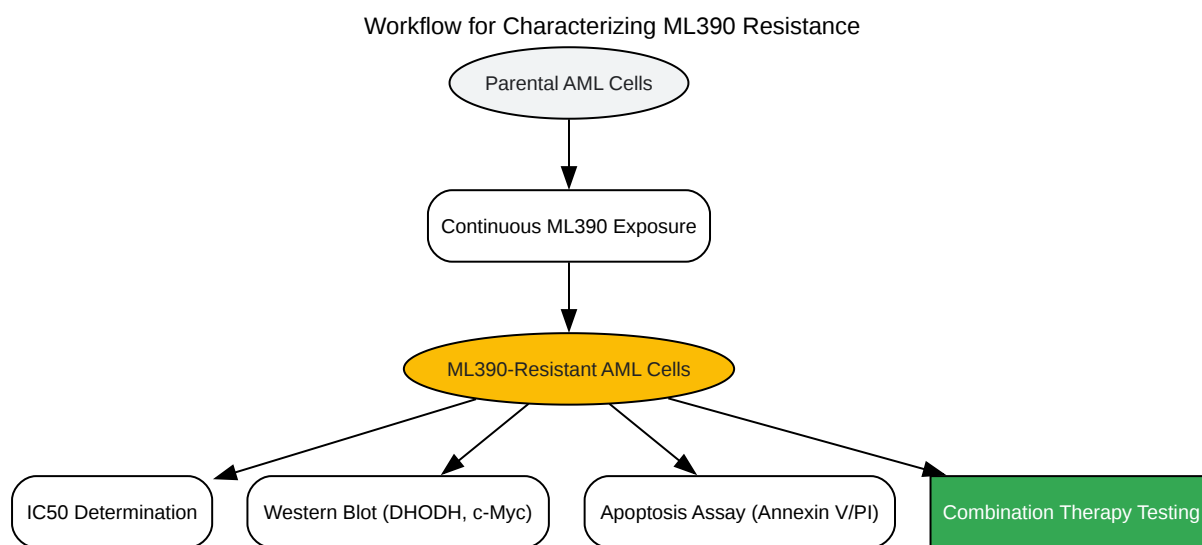 Workflow for Characterizing ML390 Resistance
Parental AML Cells
Continuous ML390 Exposure
ML390-Resistant AML Cells
IC50 Determination
Western Blot (DHODH, c-Myc)
Apoptosis Assay (Annexin V/PI)
Combination Therapy Testing